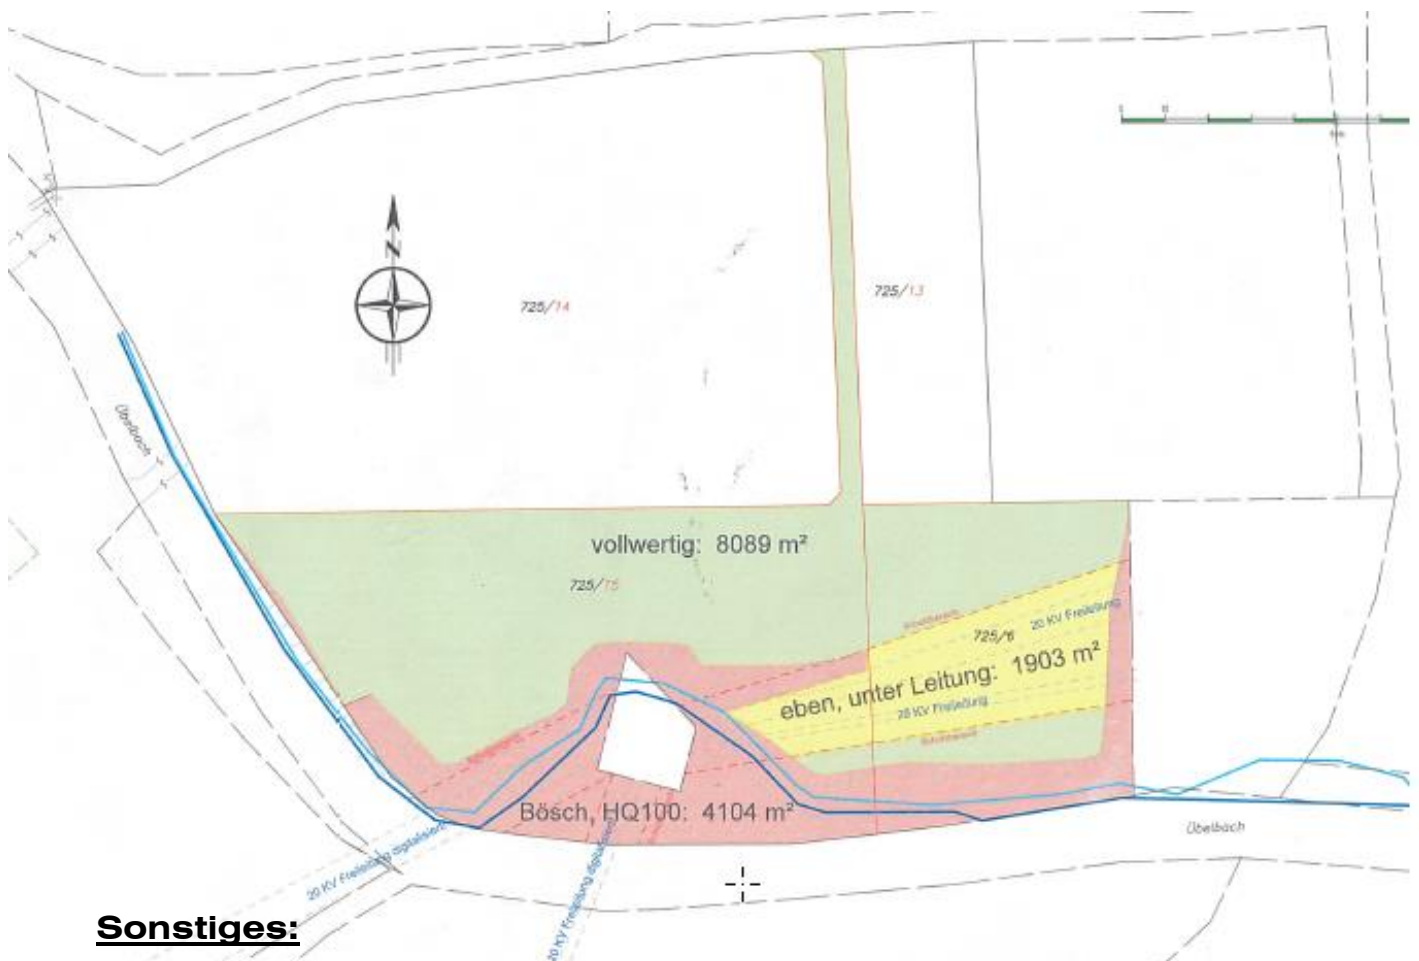 N
725/14
725/13
Übelbach
vollwertig: 8089 m²
725/15
725/6
20 KV Freileitung
eben, unter Leitung: 1903 m²
20 KV Freileitung
Bösch, HQ100: 4104 m²
Übelbach
20 KV Freileitung digitalisiert
20 KV Freileitung digitalisiert
Sonstiges: